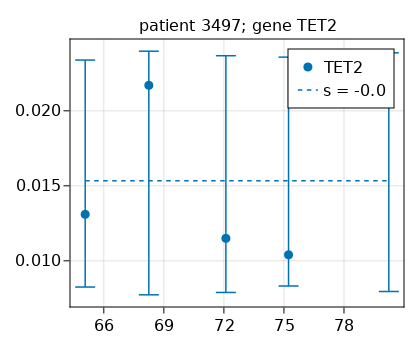 patient 3497; gene TET2
TET2
s = -0.0
0.020
0.015
0.010
66 69 72 75 78